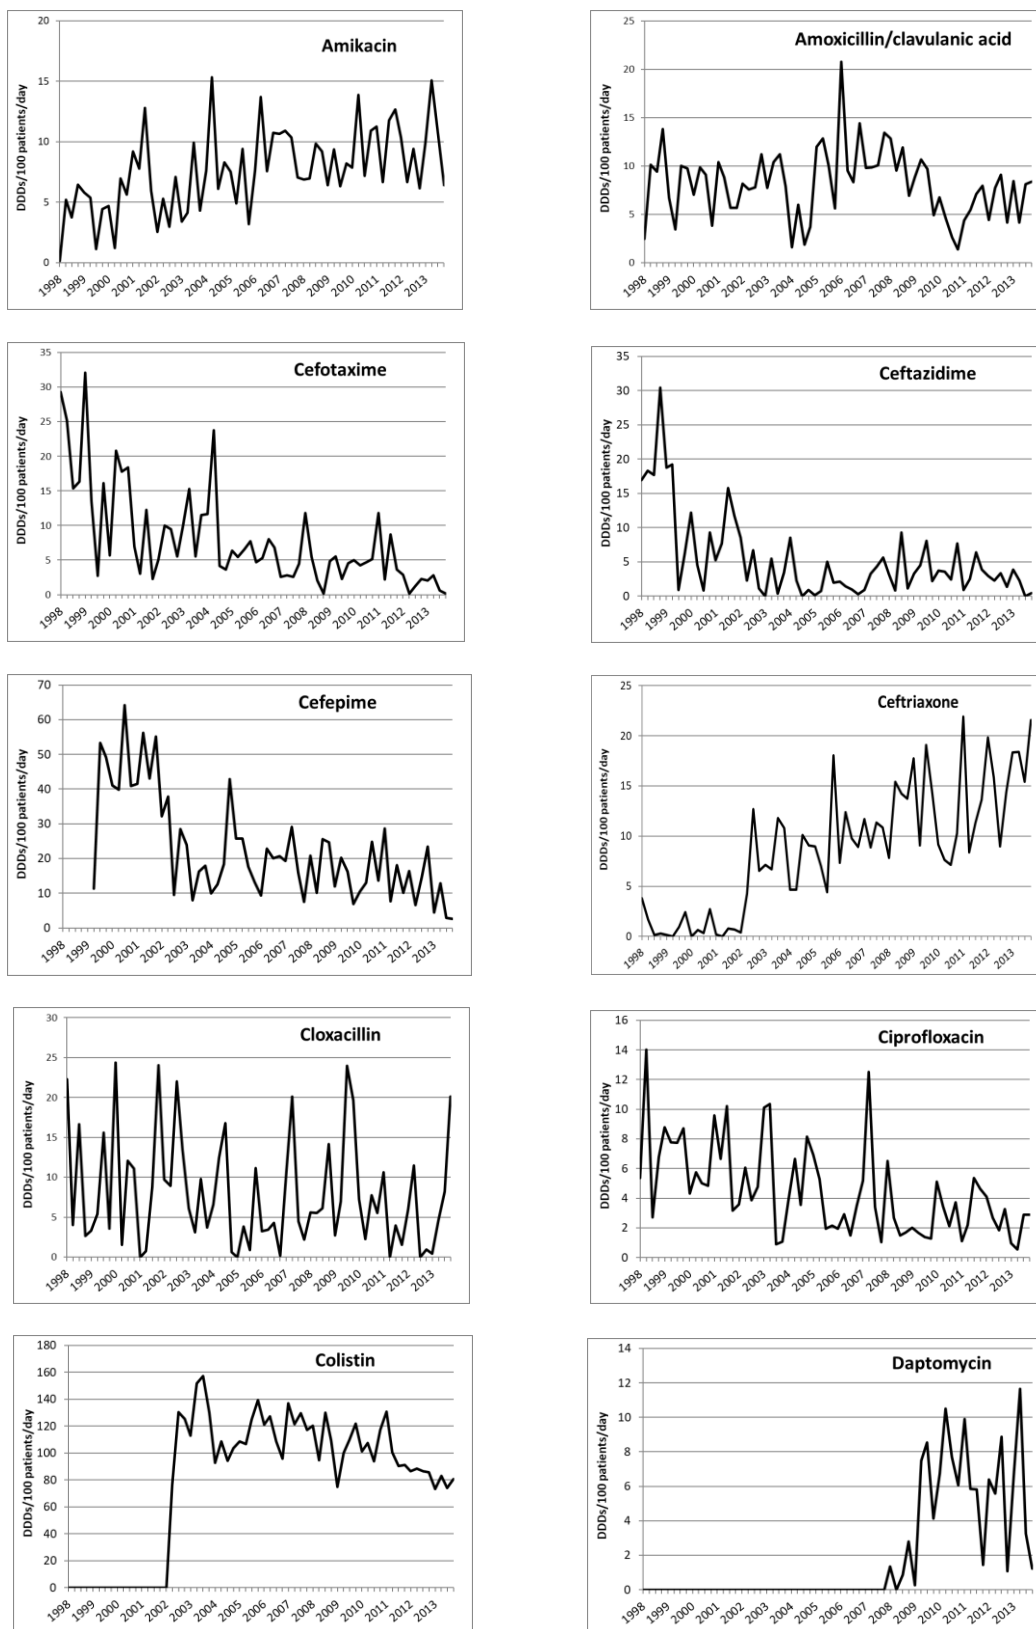 Amikacin
DDDs/100 patients/day
20
15
10
5
0
1998 1999 2000 2001 2002 2003 2004 2005 2006 2007 2008 2009 2010 2011 2012 2013
Amoxicillin/clavulanic acid
DDDs/100 patients/day
25
20
15
10
5
0
1998 1999 2000 2001 2002 2003 2004 2005 2006 2007 2008 2009 2010 2011 2012 2013
Cefotaxime
DDDs/100 patients/day
35
30
25
20
15
10
5
0
1998 1999 2000 2001 2002 2003 2004 2005 2006 2007 2008 2009 2010 2011 2012 2013
Ceftazidime
DDDs/100 patients/day
35
30
25
20
15
10
5
0
1998 1999 2000 2001 2002 2003 2004 2005 2006 2007 2008 2009 2010 2011 2012 2013
Cefepime
DDDs/100 patients/day
70
60
50
40
30
20
10
0
1998 1999 2000 2001 2002 2003 2004 2005 2006 2007 2008 2009 2010 2011 2012 2013
Ceftriaxone
DDDs/100 patients/day
25
20
15
10
5
0
1998 1999 2000 2001 2002 2003 2004 2005 2006 2007 2008 2009 2010 2011 2012 2013
Cloxacillin
DDDs/100 patients/day
30
25
20
15
10
5
0
1998 1999 2000 2001 2002 2003 2004 2005 2006 2007 2008 2009 2010 2011 2012 2013
Ciprofloxacin
DDDs/100 patients/day
16
14
12
10
8
6
4
2
0
1998 1999 2000 2001 2002 2003 2004 2005 2006 2007 2008 2009 2010 2011 2012 2013
Colistin
DDDs/100 patients/day
180
160
140
120
100
80
60
40
20
0
1998 1999 2000 2001 2002 2003 2004 2005 2006 2007 2008 2009 2010 2011 2012 2013
Daptomycin
DDDs/100 patients/day
14
12
10
8
6
4
2
0
1998 1999 2000 2001 2002 2003 2004 2005 2006 2007 2008 2009 2010 2011 2012 2013